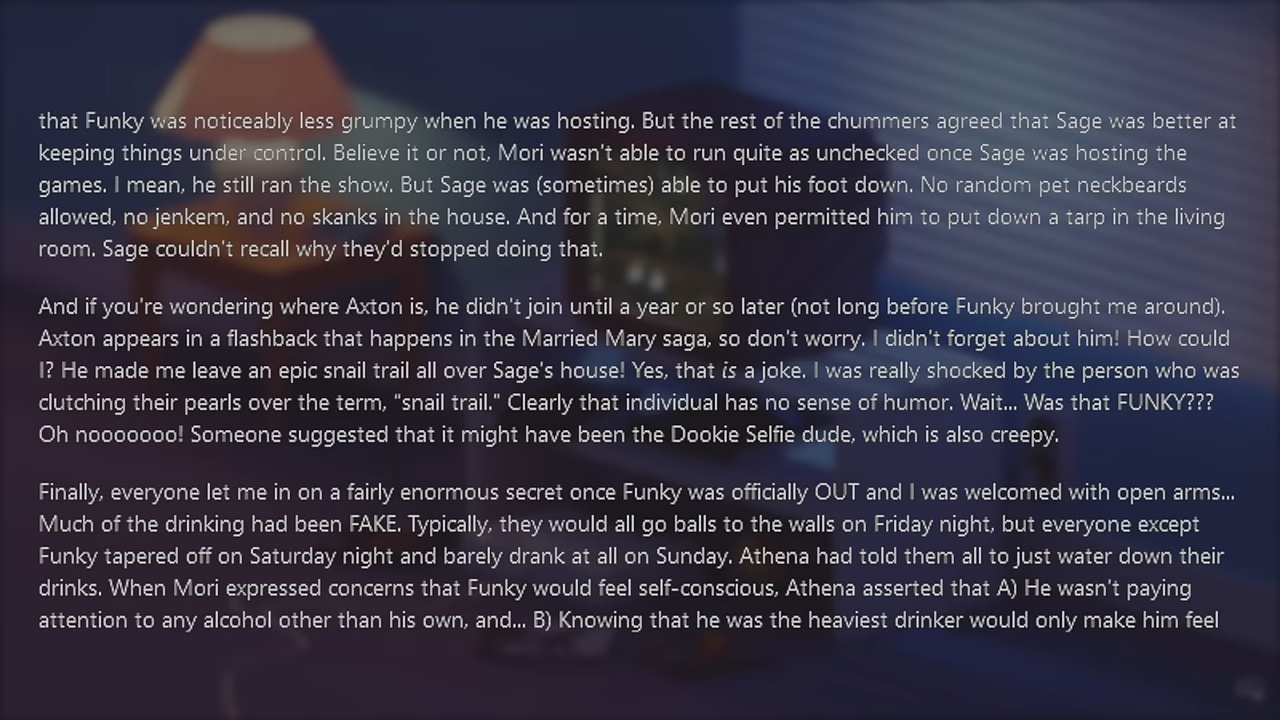 that Funky was noticeably less grumpy when he was hosting. But the rest of the chummers agreed that Sage was better at
keeping things under control. Believe it or not, Mori wasn't able to run quite as unchecked once Sage was hosting the
games. I mean, he still ran the show. But Sage was (sometimes) able to put his foot down. No random pet neckbeards
allowed, no jenkem, and no skanks in the house. And for a time, Mori even permitted him to put down a tarp in the living
room. Sage couldn't recall why they'd stopped doing that.
And if you're wondering where Axton is, he didn't join until a year or so later (not long before Funky brought me around).
Axton appears in a flashback that happens in the Married Mary saga, so don't worry. I didn't forget about him! How could
I? He made me leave an epic snail trail all over Sage's house! Yes, that is a joke. I was really shocked by the person who was
clutching their pearls over the term, "snail trail." Clearly that individual has no sense of humor. Wait... Was that FUNKY???
Oh nooooooo! Someone suggested that it might have been the Dookie Selfie dude, which is also creepy.
Finally, everyone let me in on a fairly enormous secret once Funky was officially OUT and I was welcomed with open arms...
Much of the drinking had been FAKE. Typically, they would all go balls to the walls on Friday night, but everyone except
Funky tapered off on Saturday night and barely drank at all on Sunday. Athena had told them all to just water down their
drinks. When Mori expressed concerns that Funky would feel self-conscious, Athena asserted that A) He wasn't paying
attention to any alcohol other than his own, and... B) Knowing that he was the heaviest drinker would only make him feel